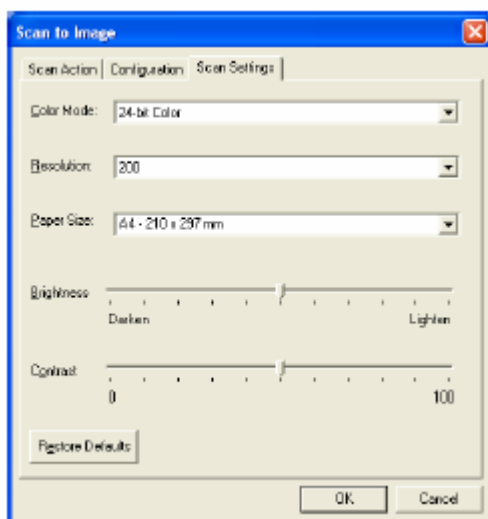 Scan to Image
Scan Action Configuration Scan Settings
Color Mode: 24-bit Color
Resolution: 200
Paper Size: A4 - 210 x 297 mm
Brightness
Darken Lighten
Contrast
0 100
Restore Defaults
OK Cancel